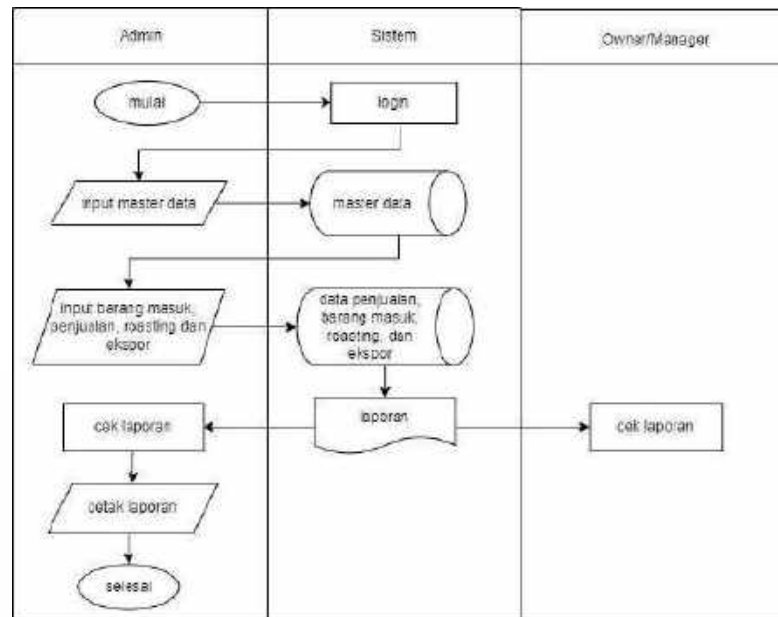 Admin
Sistem
Owner/Manager
mulai
login
input master data
master data
input barang masuk,
penjualan, roasting dan
ekspor
data penjualan,
barang masuk,
roasting, dan
ekspor
cek laporan
laporan
cek laporan
cetak laporan
selesai